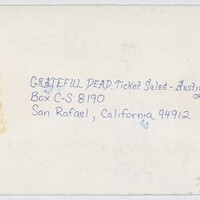 GRATEFUL DEAD Ticket Sales - Austin
Box C-S 8190
San Rafael, California 94912